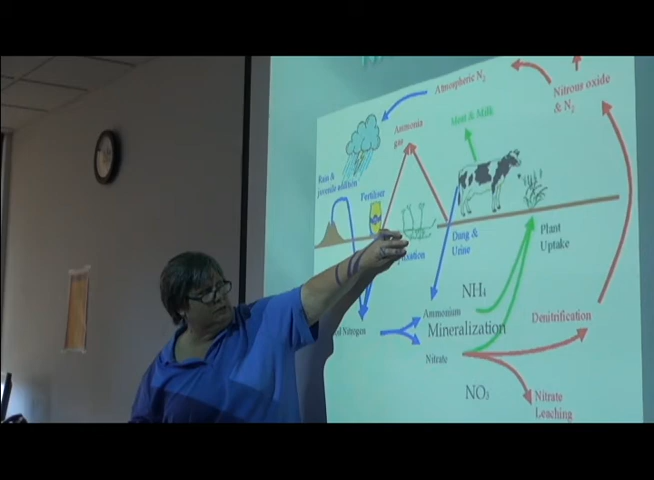 Atmospheric N2
Nitrous oxide
& N2
Ammonia
gas
Meat & Milk
Rain &
juvenile addition
Fertiliser
Dung &
Urine
Plant
Uptake
NH4
Ammonium
Nitrogen
Mineralization
Denitrification
Nitrate
NO3
Nitrate
Leaching